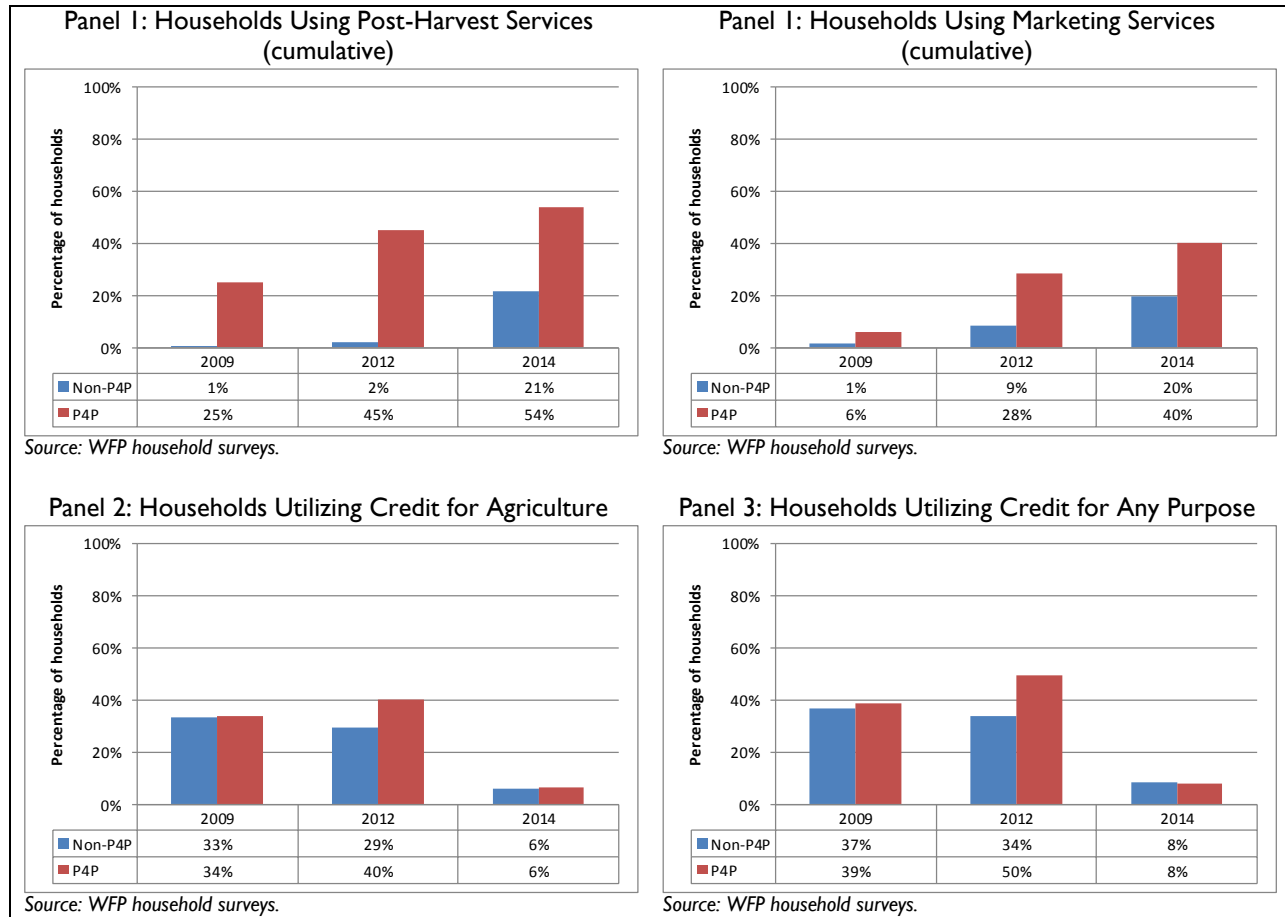 Panel 1: Households Using Post-Harvest Services
(cumulative)
Percentage of households
100%
80%
60%
40%
20%
0%
2009 2012 2014
Non-P4P 1% 2% 21%
P4P 25% 45% 54%
Source: WFP household surveys.
Panel 1: Households Using Marketing Services
(cumulative)
Percentage of households
100%
80%
60%
40%
20%
0%
2009 2012 2014
Non-P4P 1% 9% 20%
P4P 6% 28% 40%
Source: WFP household surveys.
Panel 2: Households Utilizing Credit for Agriculture
Percentage of households
100%
80%
60%
40%
20%
0%
2009 2012 2014
Non-P4P 33% 29% 6%
P4P 34% 40% 6%
Source: WFP household surveys.
Panel 3: Households Utilizing Credit for Any Purpose
Percentage of households
100%
80%
60%
40%
20%
0%
2009 2012 2014
Non-P4P 37% 34% 8%
P4P 39% 50% 8%
Source: WFP household surveys.